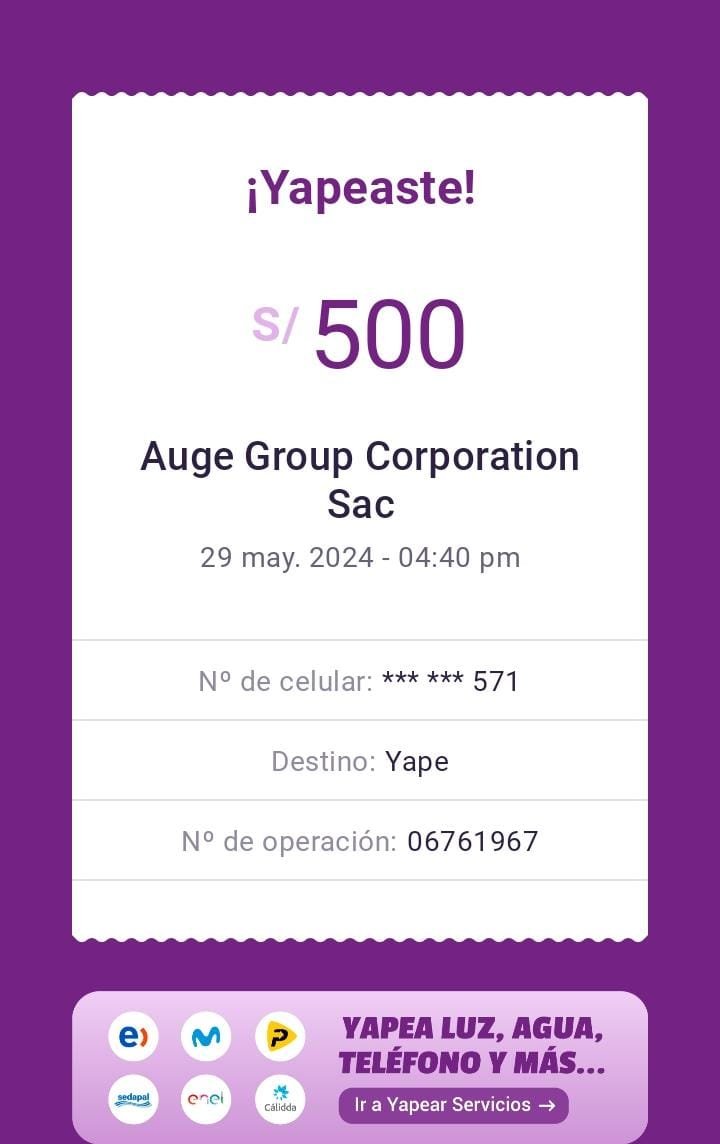 ¡Yapeaste!
S/ 500
Auge Group Corporation
Sac
29 may. 2024 - 04:40 pm
Nº de celular: *** *** 571
Destino: Yape
Nº de operación: 06761967
e)
P
YAPEA LUZ, AGUA,
TELÉFONO Y MÁS...
sedapal
enel
Cálidda
Ir a Yapear Servicios →